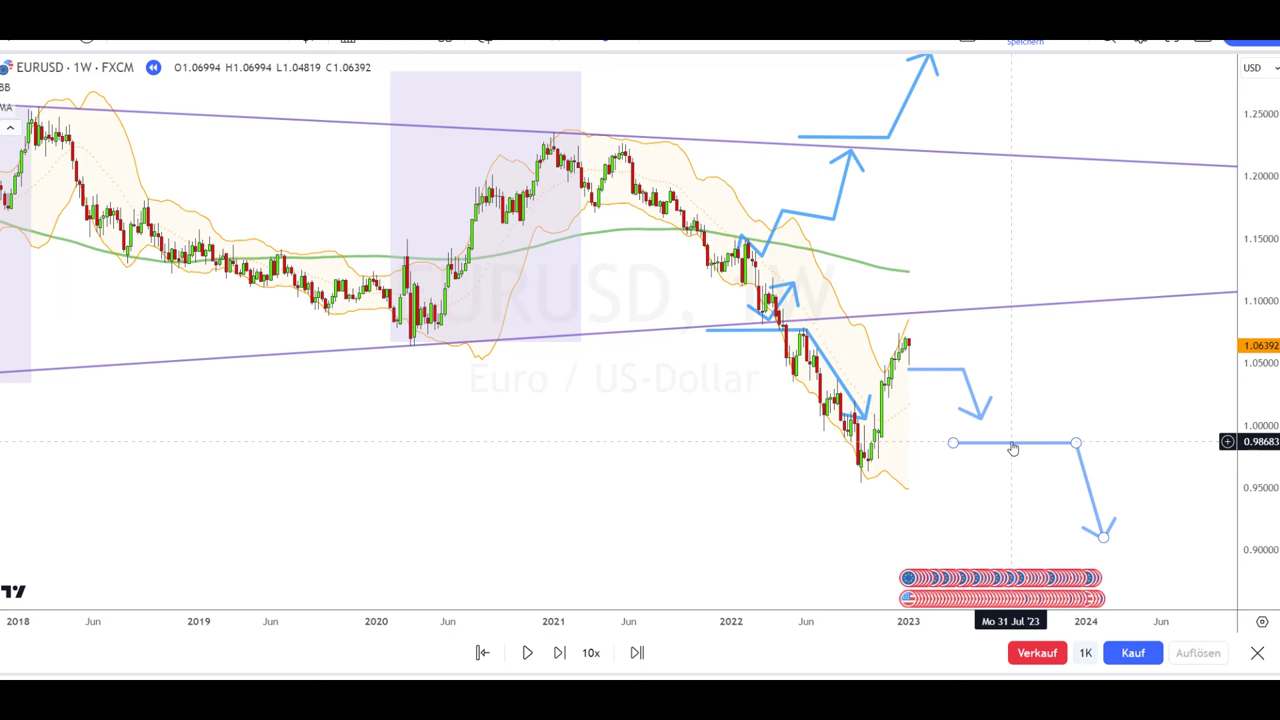 Speichern
EURUSD · 1W · FXCM O1.06994 H1.06994 L1.04819 C1.06392
USD
BB
MA
1.25000
1.20000
1.15000
1.10000
1.06392
1.05000
1.00000
0.98683
0.95000
0.90000
EURUSD, 1W
Euro / US-Dollar
2018 Jun 2019 Jun 2020 Jun 2021 Jun 2022 Jun 2023 Mo 31 Jul '23 2024 Jun
10x
Verkauf 1K Kauf Auflösen